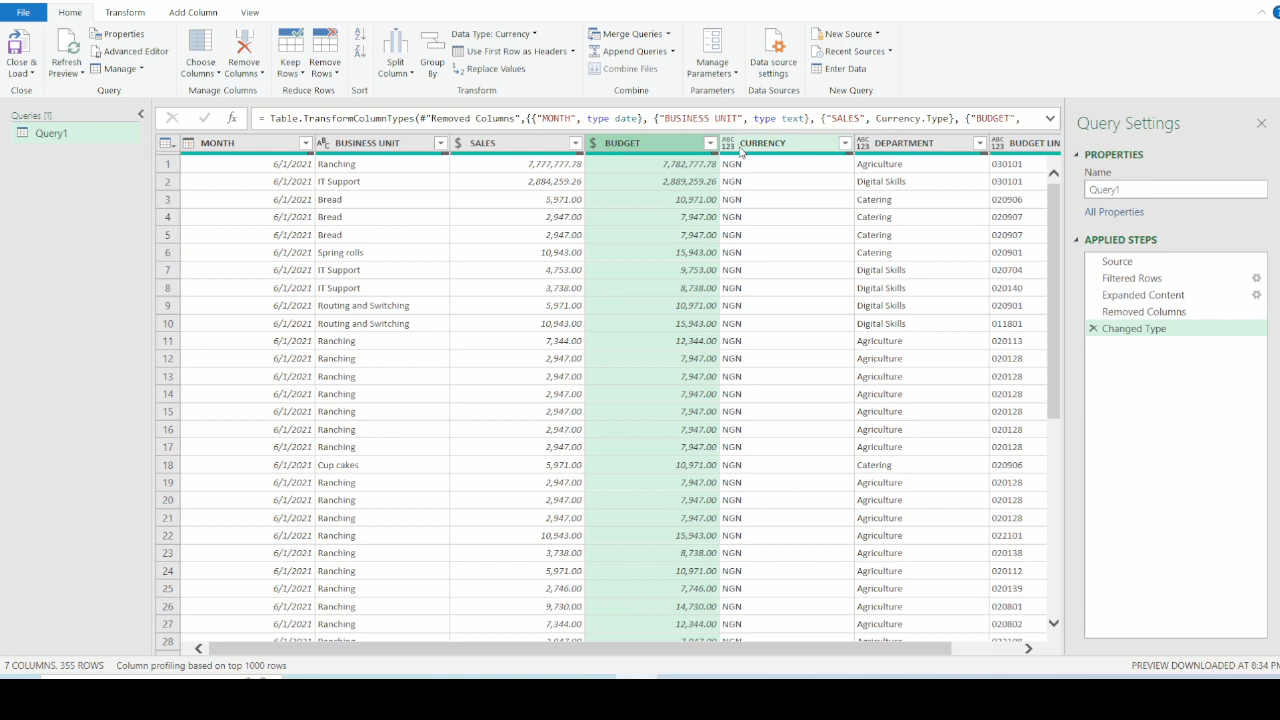 File Home Transform Add Column View
Close & Load Refresh Preview Properties Advanced Editor Manage Choose Columns Remove Columns Keep Rows Remove Rows Split Column Group By Data Type: Currency Use First Row as Headers Replace Values Merge Queries Append Queries Combine Files Manage Parameters Data source settings New Source Recent Sources Enter Data
Close Query Manage Columns Reduce Rows Sort Transform Combine Parameters Data Sources New Query
Queries [1]
Query1
= Table.TransformColumnTypes(#"Removed Columns",{{"MONTH", type date}, {"BUSINESS UNIT", type text}, {"SALES", Currency.Type}, {"BUDGET",
MONTH BUSINESS UNIT SALES BUDGET CURRENCY DEPARTMENT BUDGET LIN
1 6/1/2021 Ranching 7,777,777.78 7,782,777.78 NGN Agriculture 030101
2 6/1/2021 IT Support 2,884,259.26 2,889,259.26 NGN Digital Skills 030101
3 6/1/2021 Bread 5,971.00 10,971.00 NGN Catering 020906
4 6/1/2021 Bread 2,947.00 7,947.00 NGN Catering 020907
5 6/1/2021 Bread 2,947.00 7,947.00 NGN Catering 020907
6 6/1/2021 Spring rolls 10,943.00 15,943.00 NGN Catering 020901
7 6/1/2021 IT Support 4,753.00 9,753.00 NGN Digital Skills 020704
8 6/1/2021 IT Support 3,738.00 8,738.00 NGN Digital Skills 020140
9 6/1/2021 Routing and Switching 5,971.00 10,971.00 NGN Digital Skills 020901
10 6/1/2021 Routing and Switching 10,943.00 15,943.00 NGN Digital Skills 011801
11 6/1/2021 Ranching 7,344.00 12,344.00 NGN Agriculture 020113
12 6/1/2021 Ranching 2,947.00 7,947.00 NGN Agriculture 020128
13 6/1/2021 Ranching 2,947.00 7,947.00 NGN Agriculture 020128
14 6/1/2021 Ranching 2,947.00 7,947.00 NGN Agriculture 020128
15 6/1/2021 Ranching 2,947.00 7,947.00 NGN Agriculture 020128
16 6/1/2021 Ranching 2,947.00 7,947.00 NGN Agriculture 020128
17 6/1/2021 Ranching 2,947.00 7,947.00 NGN Agriculture 020128
18 6/1/2021 Cup cakes 5,971.00 10,971.00 NGN Catering 020906
19 6/1/2021 Ranching 2,947.00 7,947.00 NGN Agriculture 020128
20 6/1/2021 Ranching 2,947.00 7,947.00 NGN Agriculture 020128
21 6/1/2021 Ranching 2,947.00 7,947.00 NGN Agriculture 020128
22 6/1/2021 Ranching 10,943.00 15,943.00 NGN Agriculture 022101
23 6/1/2021 Ranching 3,738.00 8,738.00 NGN Agriculture 020138
24 6/1/2021 Ranching 5,971.00 10,971.00 NGN Agriculture 020112
25 6/1/2021 Ranching 2,746.00 7,746.00 NGN Agriculture 020139
26 6/1/2021 Ranching 9,730.00 14,730.00 NGN Agriculture 020801
27 6/1/2021 Ranching 7,344.00 12,344.00 NGN Agriculture 020802
28
Query Settings
PROPERTIES
Name
Query1
All Properties
APPLIED STEPS
Source
Filtered Rows
Expanded Content
Removed Columns
Changed Type
7 COLUMNS, 355 ROWS Column profiling based on top 1000 rows PREVIEW DOWNLOADED AT 8:34 P